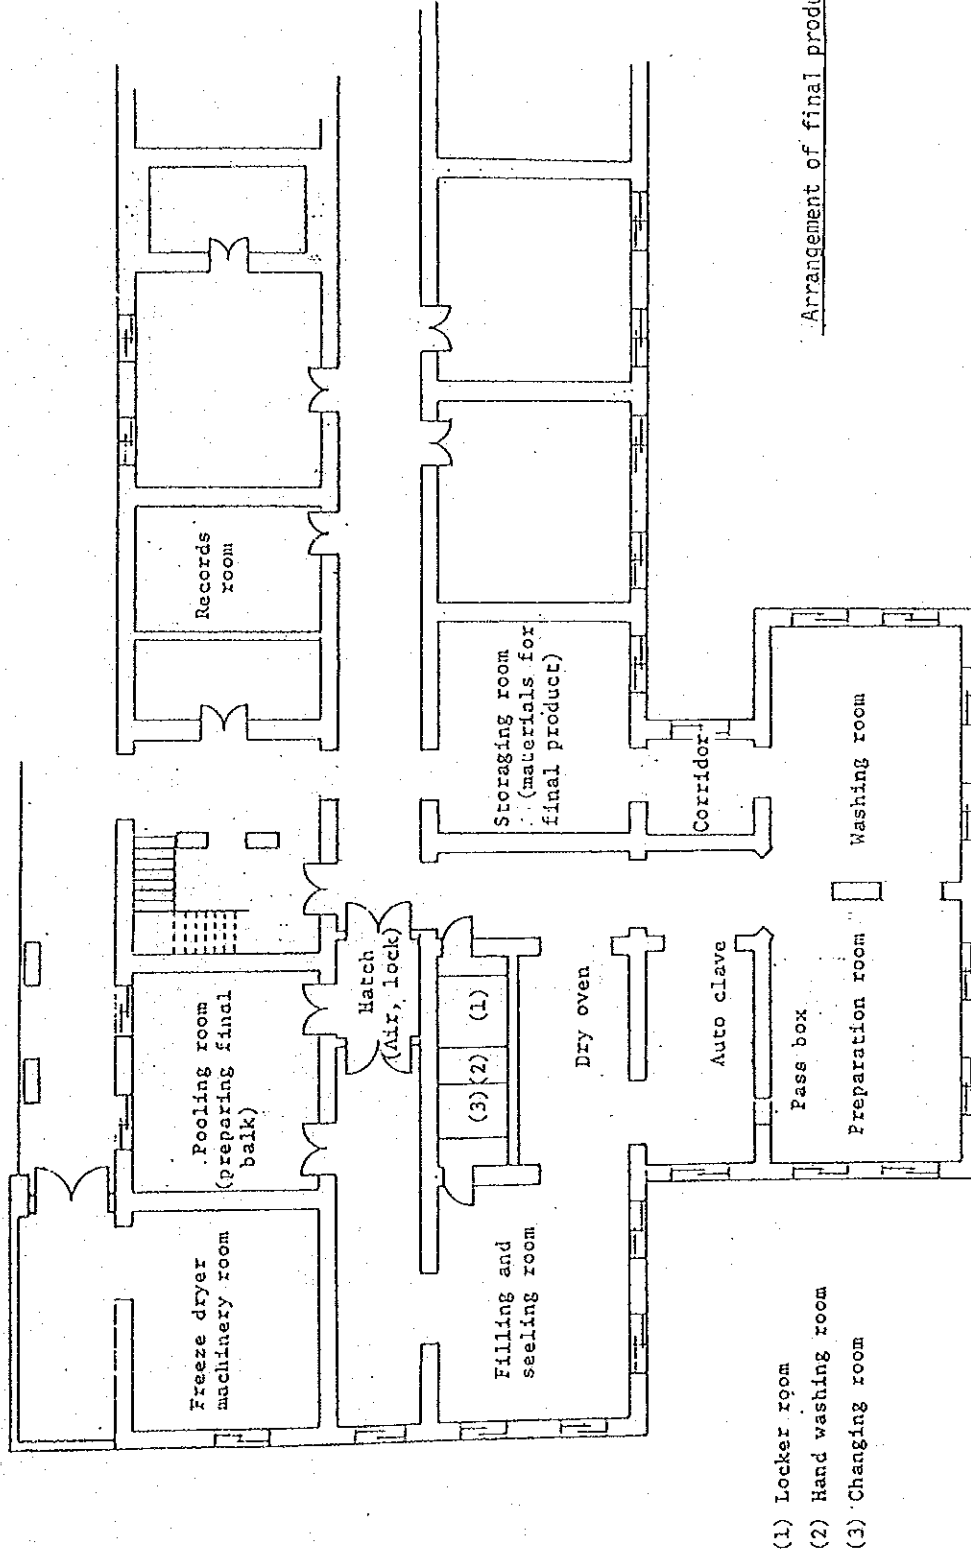 Arrangement of final
Records
room
Storaging room
(materials for
final product)
Corridor
Washing room
Hatch
(Air, lock)
Pooling room
(preparing final
balk)
(1)
(2)
(3)
Dry oven
Auto clave
Pass box
Preparation room
Freeze dryer
machinery room
Filling and
seeling room
(1) Locker room
(2) Hand washing room
(3) Changing room